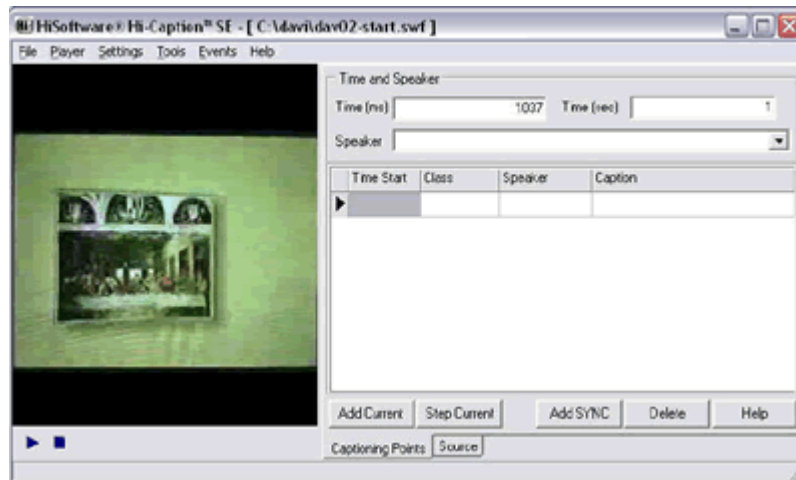 HiSoftware® Hi-Caption™ SE - [ C:\davi\dav02-start.swf ]
File Player Settings Tools Events Help
Time and Speaker
Time (ms) 1037 Time (sec) 1
Speaker
Time Start Class Speaker Caption
Add Current Step Current Add SYNC Delete Help
Captioning Points Source